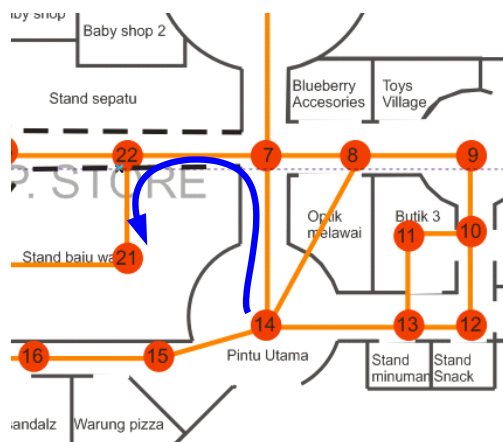 Baby shop 2
Stand sepatu
Blueberry
Accesories
Toys
Village
22
7
8
9
P. STORE
Optik
melawai
Butik 3
11
10
Stand baju wa
21
14
13
12
16
15
Pintu Utama
Stand
minuman
Stand
Snack
sandalz
Warung pizza